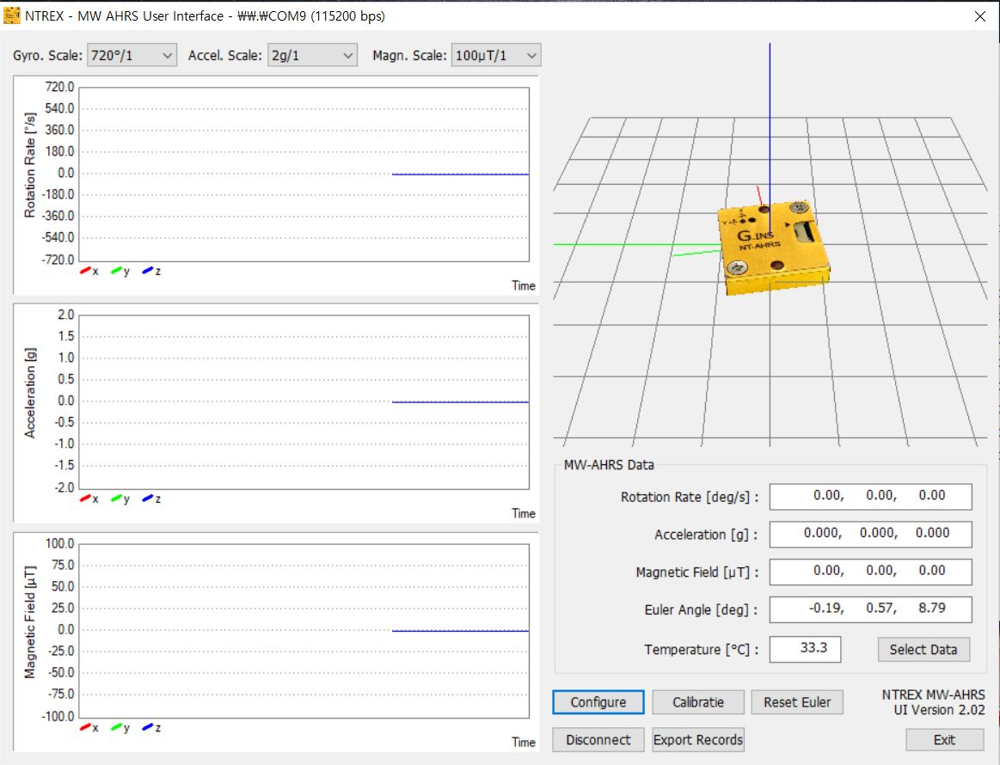 NTREX - MW AHRS User Interface - ₩₩.₩COM9 (115200 bps)
Gyro. Scale: 720°/1 Accel. Scale: 2g/1 Magn. Scale: 100µT/1
Rotation Rate [°/s]
720.0
540.0
360.0
180.0
0.0
-180.0
-360.0
-540.0
-720.0
x y z
Time
Acceleration [g]
2.0
1.5
1.0
0.5
0.0
-0.5
-1.0
-1.5
-2.0
x y z
Time
Magnetic Field [µT]
100.0
75.0
50.0
25.0
0.0
-25.0
-50.0
-75.0
-100.0
x y z
Time
G.INS
NT-AHRS
MW-AHRS Data
Rotation Rate [deg/s] : 0.00, 0.00, 0.00
Acceleration [g] : 0.000, 0.000, 0.000
Magnetic Field [µT] : 0.00, 0.00, 0.00
Euler Angle [deg] : -0.19, 0.57, 8.79
Temperature [°C] : 33.3 Select Data
Configure Calibratie Reset Euler
NTREX MW-AHRS
UI Version 2.02
Disconnect Export Records Exit